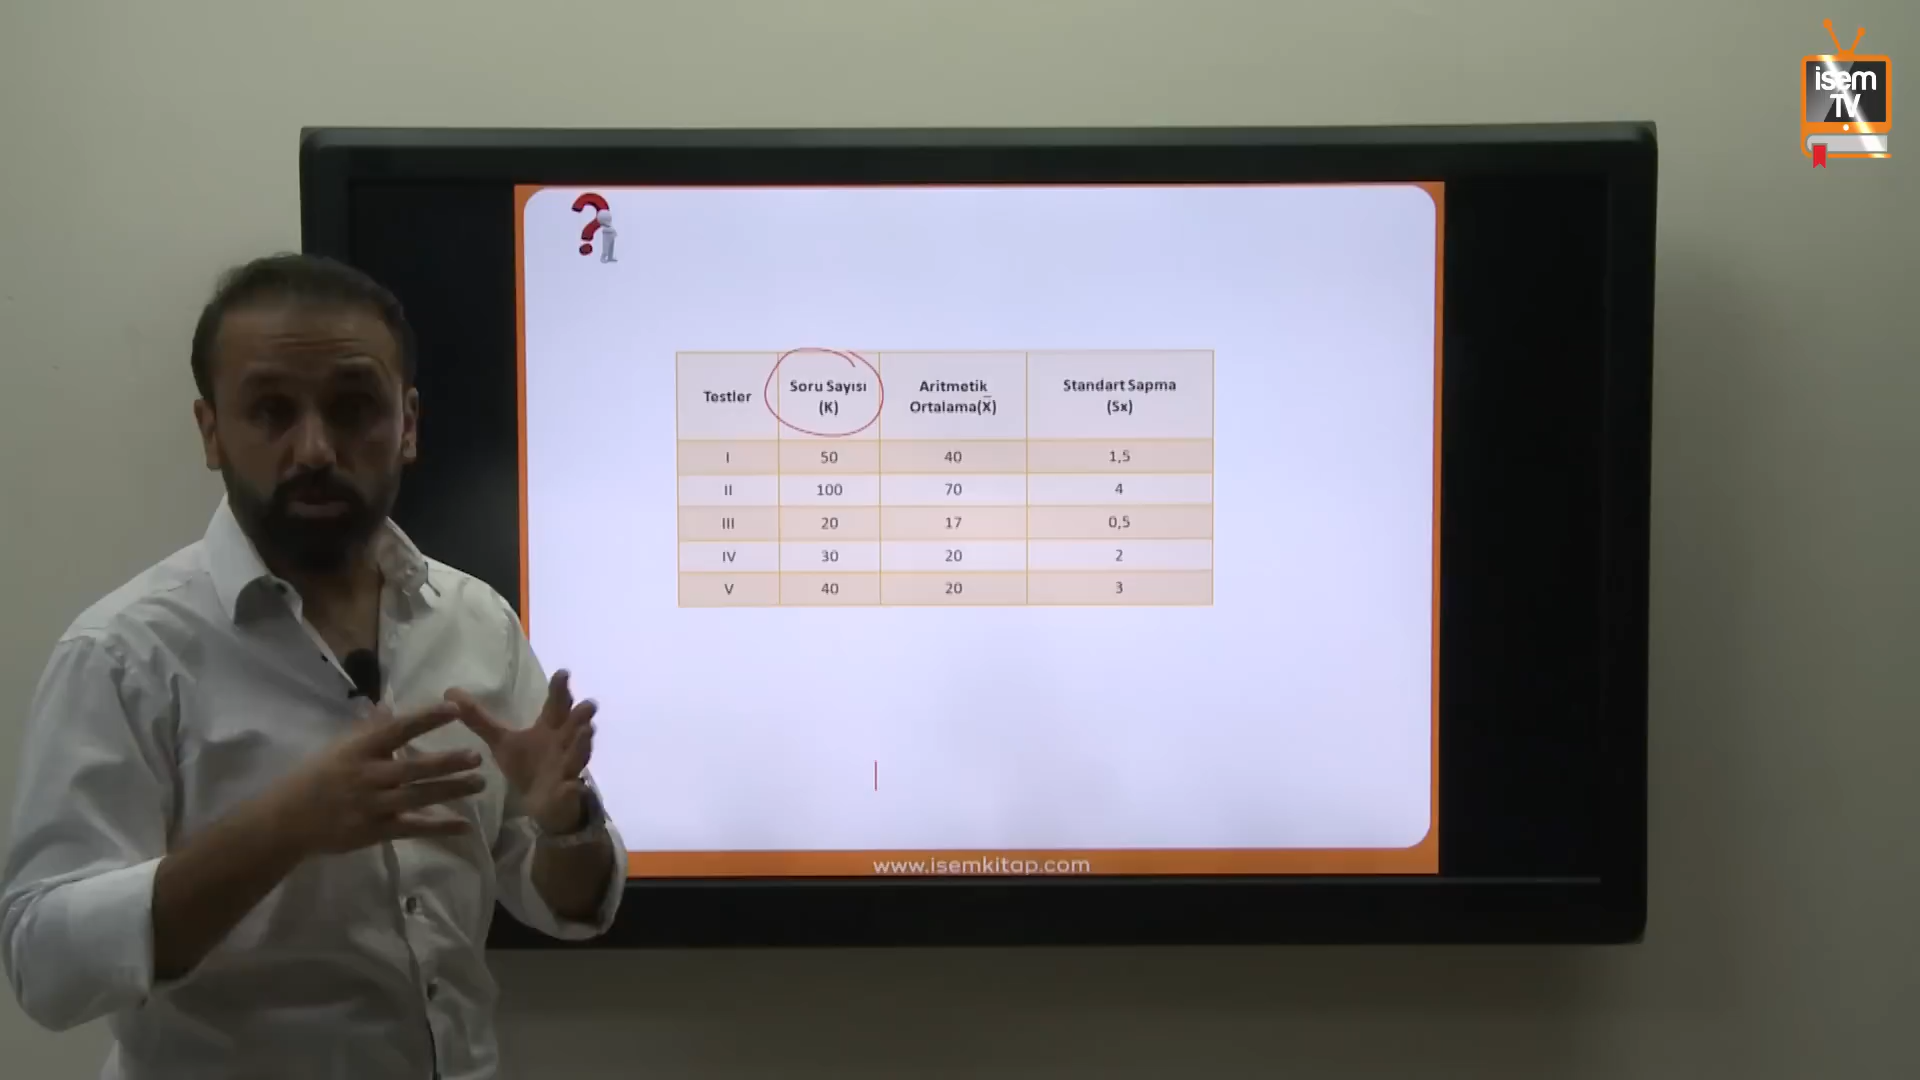 isem
TV
Testler Soru Sayısı (K) Aritmetik Ortalama(X̄) Standart Sapma (Sx)
I 50 40 1,5
II 100 70 4
III 20 17 0,5
IV 30 20 2
V 40 20 3
www.isemkitap.com